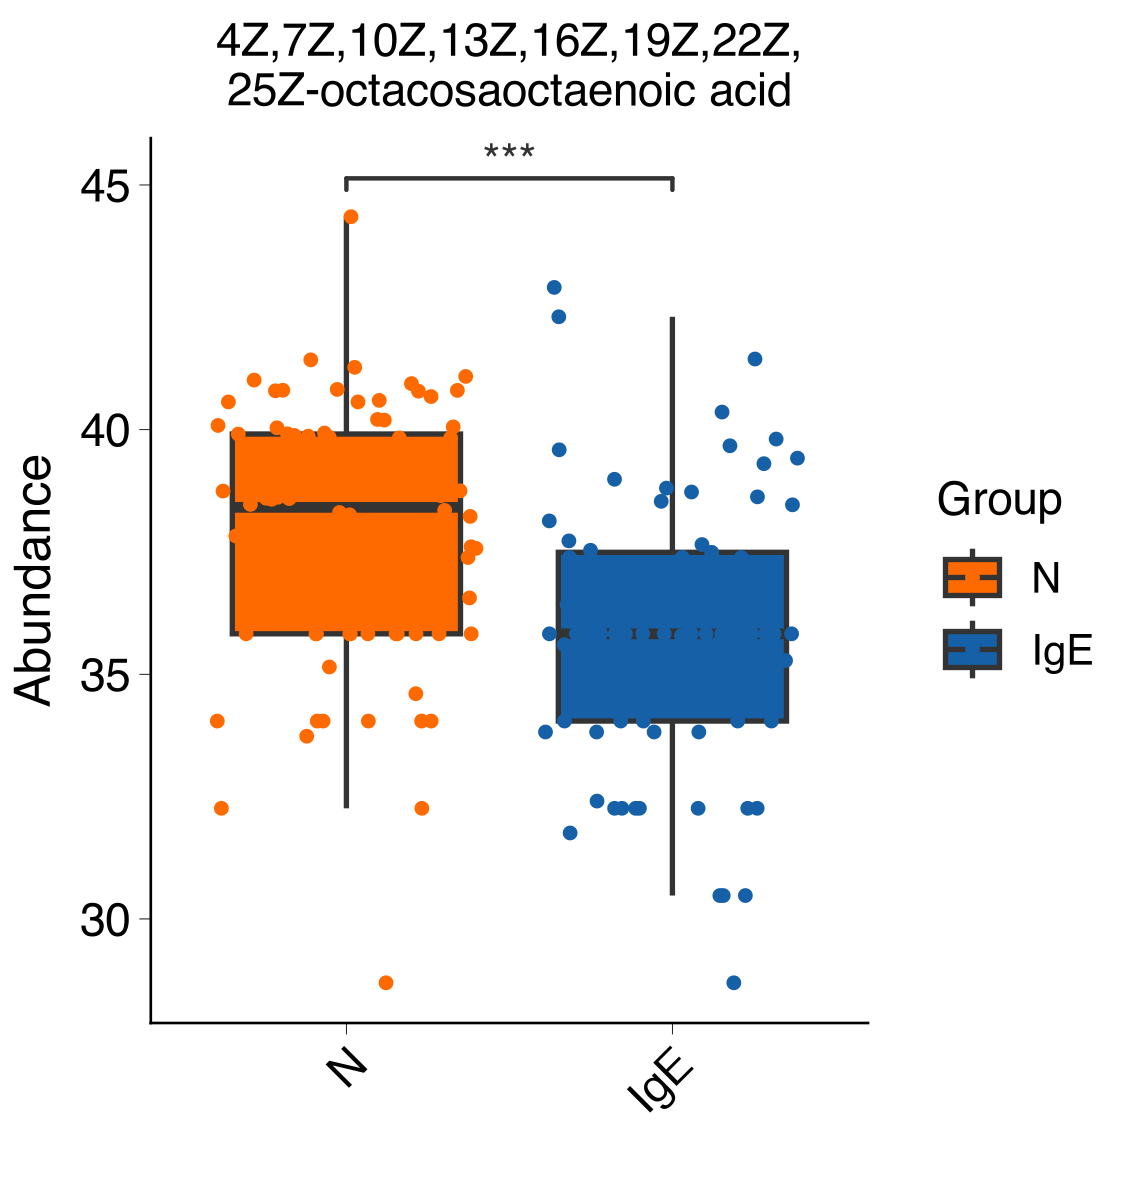 4Z,7Z,10Z,13Z,16Z,19Z,22Z,
25Z-octacosaoctaenoic acid
***
45
40
35
30
Abundance
N
IgE
Group
N
IgE